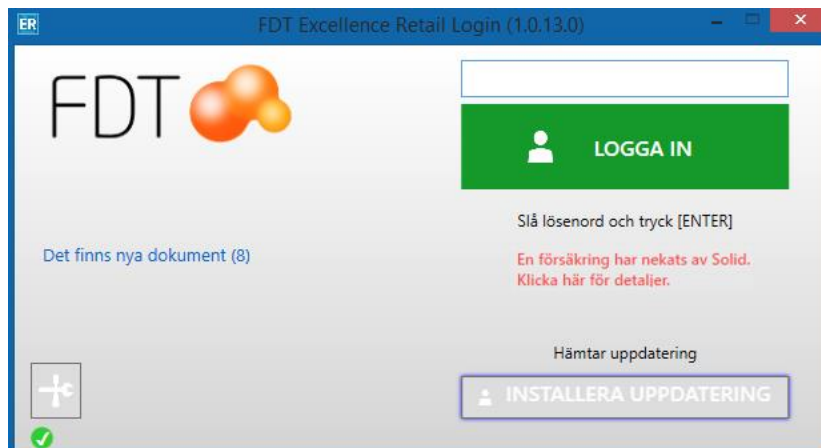 ER
FDT Excellence Retail Login (1.0.13.0)
FDT
LOGGA IN
Slå lösenord och tryck [ENTER]
Det finns nya dokument (8)
En försäkring har nekats av Solid.
Klicka här för detaljer.
Hämtar uppdatering
INSTALLERA UPPDATERING